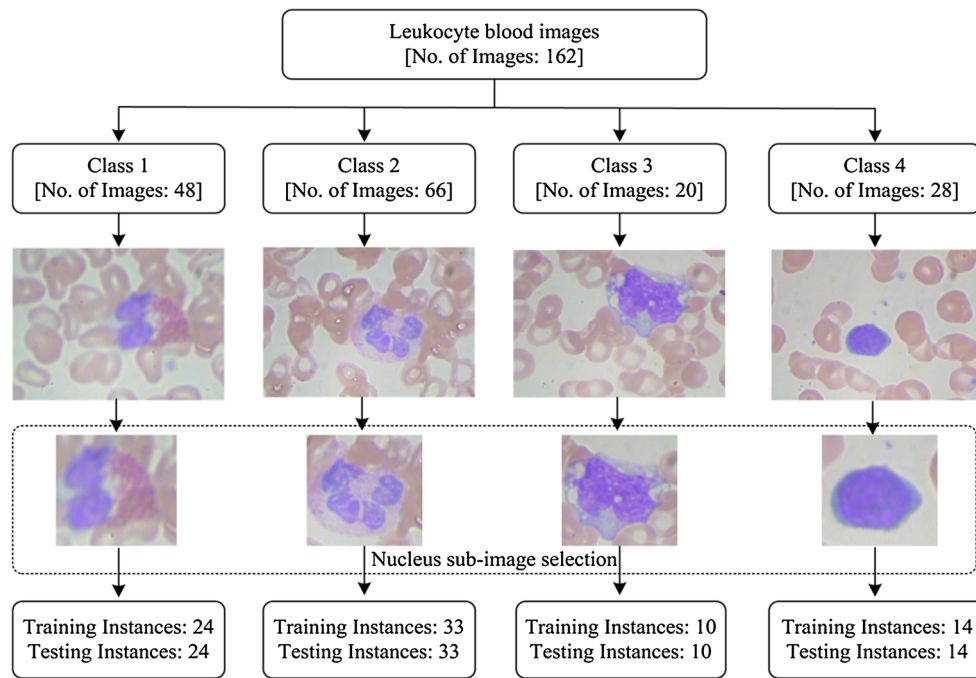 Leukocyte blood images
[No. of Images: 162]
Class 1
[No. of Images: 48]
Class 2
[No. of Images: 66]
Class 3
[No. of Images: 20]
Class 4
[No. of Images: 28]
Nucleus sub-image selection
Training Instances: 24
Testing Instances: 24
Training Instances: 33
Testing Instances: 33
Training Instances: 10
Testing Instances: 10
Training Instances: 14
Testing Instances: 14